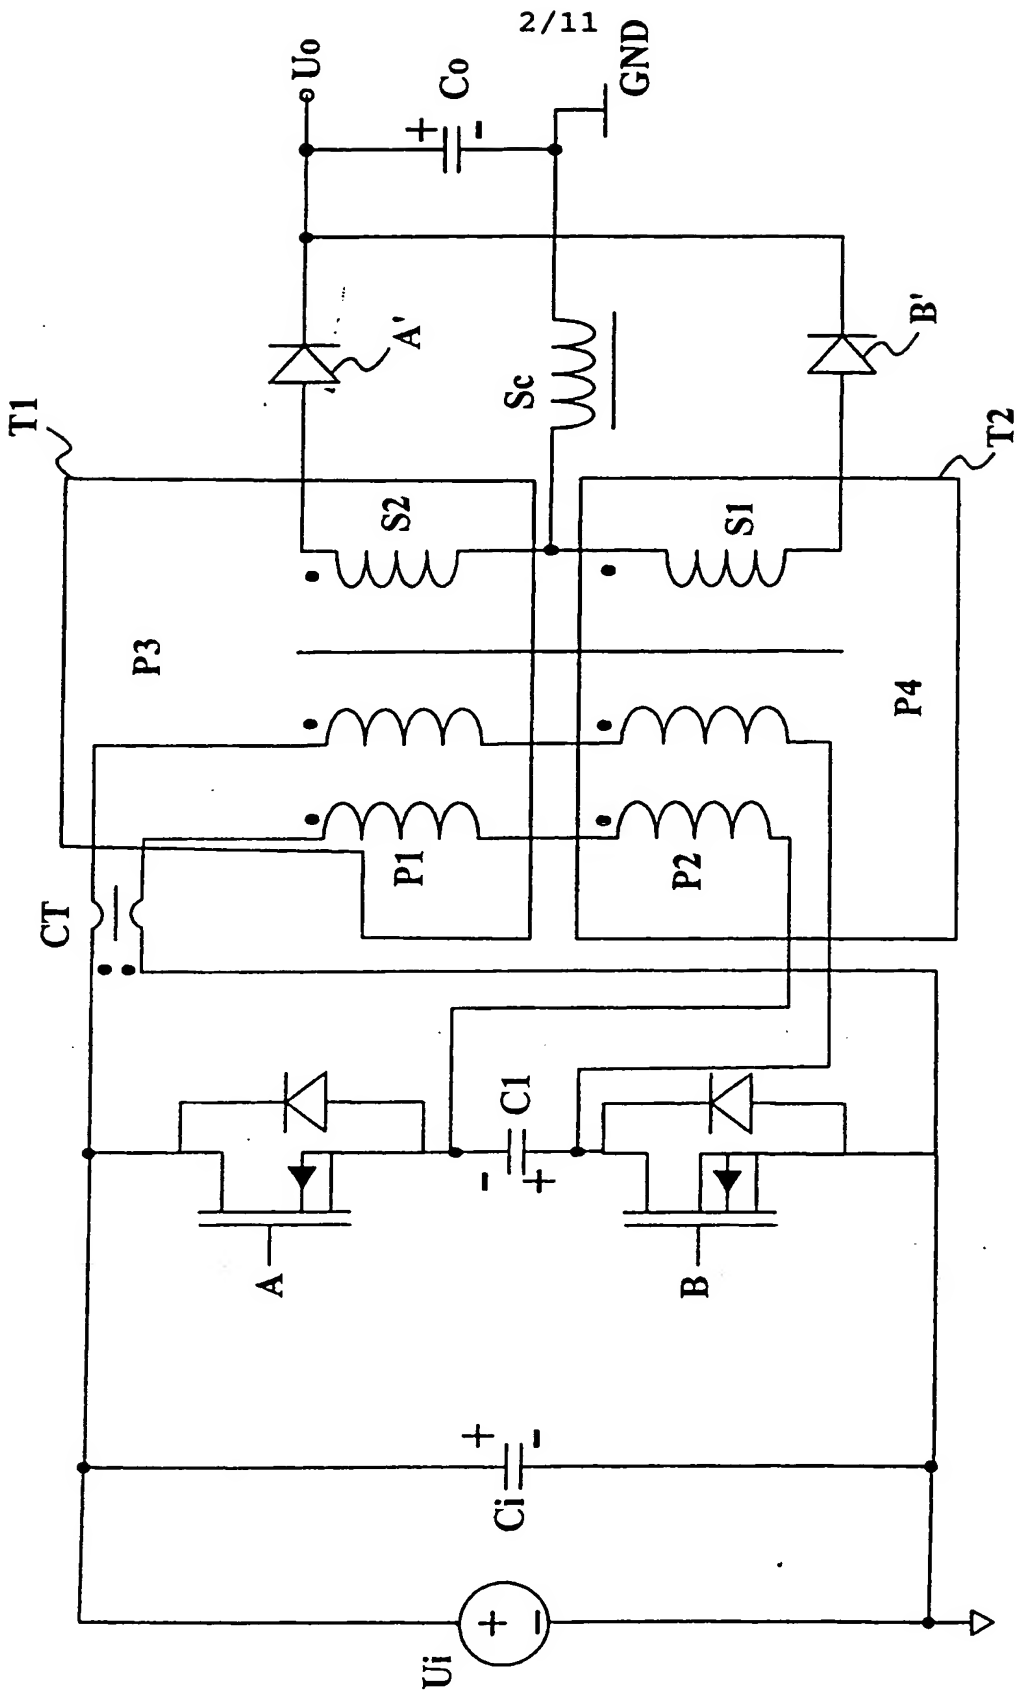 2/11
T1
CT
P3
S2
A'
Uo
+
Co
-
GND
P1
Sc
A
-
C1
+
P2
P4
S1
B'
T2
B
+
Ci
-
Ui
+
-